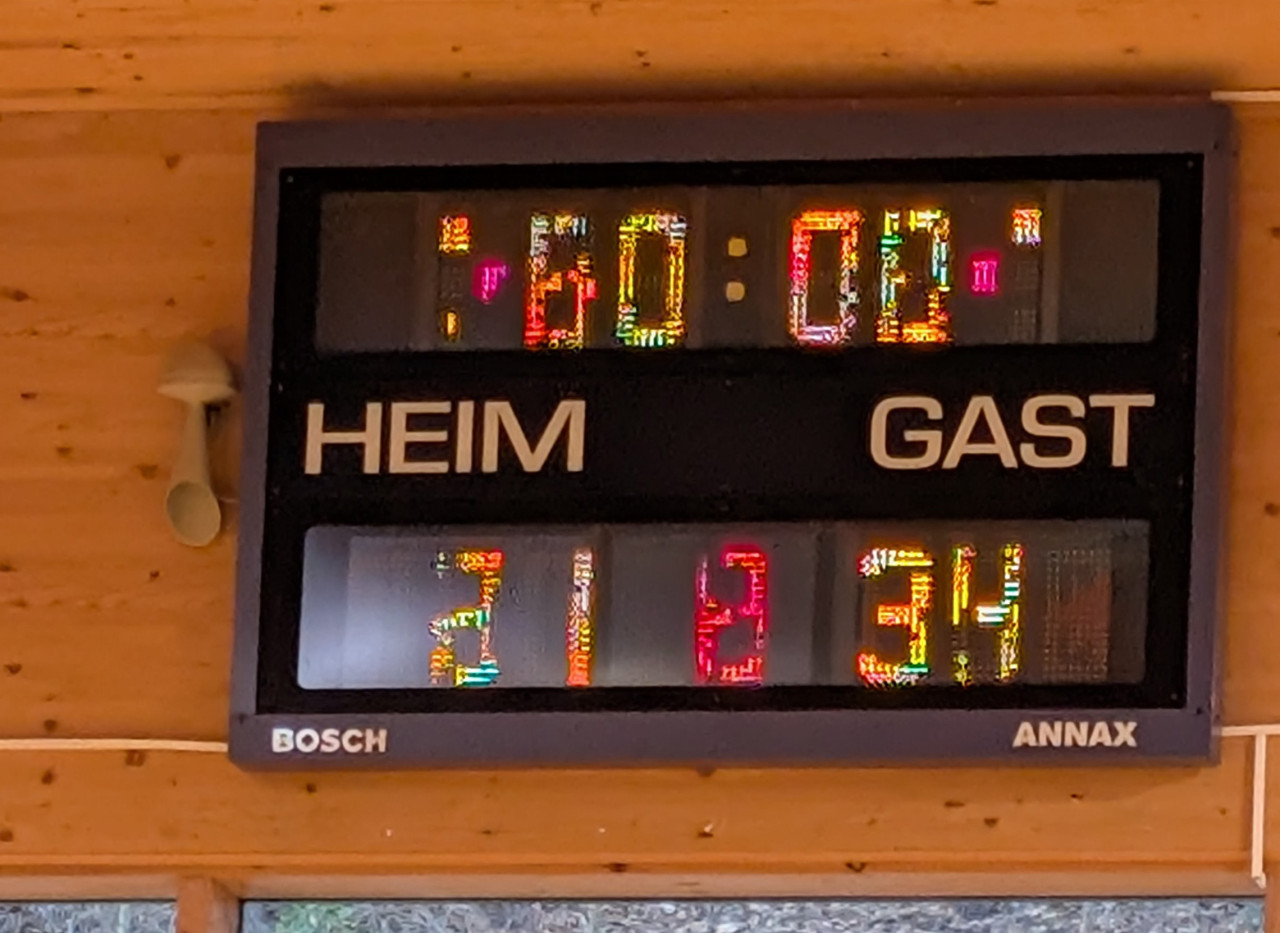 60:00
HEIM GAST
21 2 34
BOSCH ANNAX